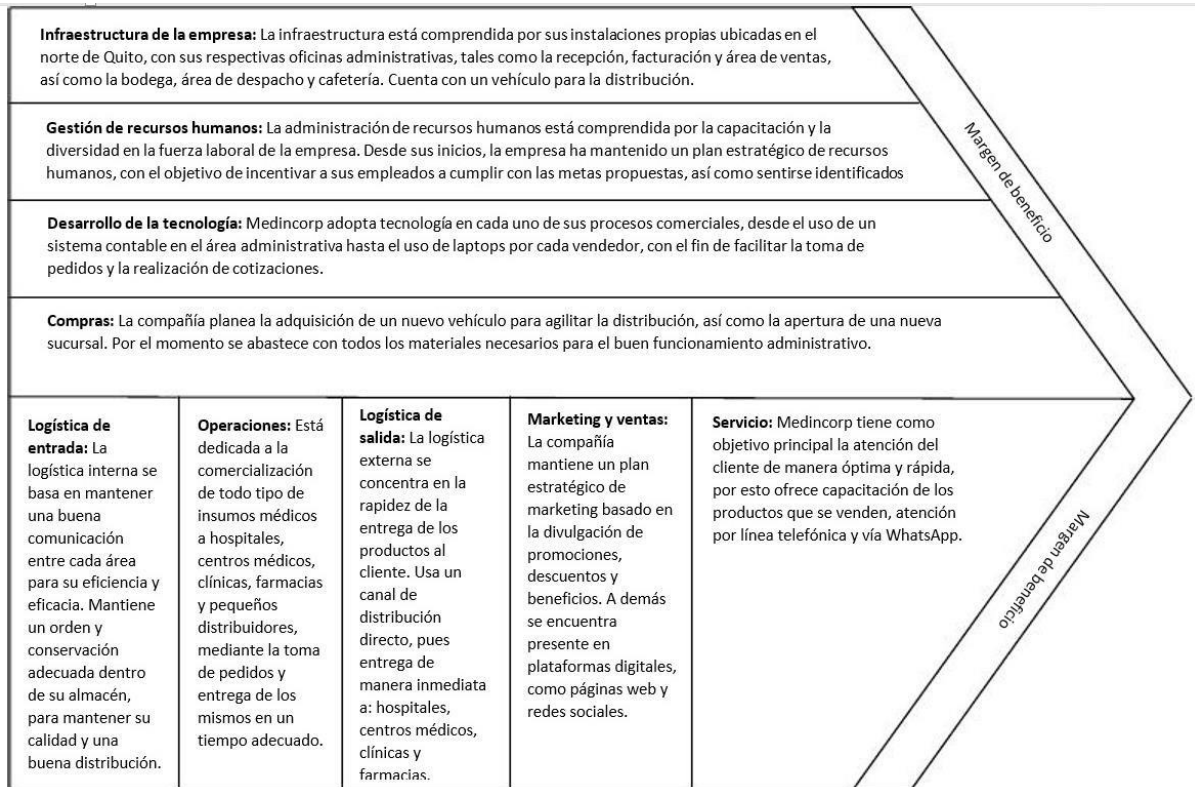 Infraestructura de la empresa: La infraestructura está comprendida por sus instalaciones propias ubicadas en el
norte de Quito, con sus respectivas oficinas administrativas, tales como la recepción, facturación y área de ventas,
así como la bodega, área de despacho y cafetería. Cuenta con un vehículo para la distribución.
Gestión de recursos humanos: La administración de recursos humanos está comprendida por la capacitación y la
diversidad en la fuerza laboral de la empresa. Desde sus inicios, la empresa ha mantenido un plan estratégico de recursos
humanos, con el objetivo de incentivar a sus empleados a cumplir con las metas propuestas, así como sentirse identificados
Desarrollo de la tecnología: Medincorp adopta tecnología en cada uno de sus procesos comerciales, desde el uso de un
sistema contable en el área administrativa hasta el uso de laptops por cada vendedor, con el fin de facilitar la toma de
pedidos y la realización de cotizaciones.
Compras: La compañía planea la adquisición de un nuevo vehículo para agilitar la distribución, así como la apertura de una nueva
sucursal. Por el momento se abastece con todos los materiales necesarios para el buen funcionamiento administrativo.
Margen de beneficio
Logística de
entrada: La
logística interna se
basa en mantener
una buena
comunicación
entre cada área
para su eficiencia y
eficacia. Mantiene
un orden y
conservación
adecuada dentro
de su almacén,
para mantener su
calidad y una
buena distribución.
Operaciones: Está
dedicada a la
comercialización
de todo tipo de
insumos médicos
a hospitales,
centros médicos,
clínicas, farmacias
y pequeños
distribuidores,
mediante la toma
de pedidos y
entrega de los
mismos en un
tiempo adecuado.
Logística de
salida: La logística
externa se
concentra en la
rapidez de la
entrega de los
productos al
cliente. Usa un
canal de
distribución
directo, pues
entrega de
manera inmediata
a: hospitales,
centros médicos,
clínicas y
farmacias.
Marketing y ventas:
La compañía
mantiene un plan
estratégico de
marketing basado en
la divulgación de
promociones,
descuentos y
beneficios. A demás
se encuentra
presente en
plataformas digitales,
como páginas web y
redes sociales.
Servicio: Medincorp tiene como
objetivo principal la atención del
cliente de manera óptima y rápida,
por esto ofrece capacitación de los
productos que se venden, atención
por línea telefónica y vía WhatsApp.
Margen de beneficio